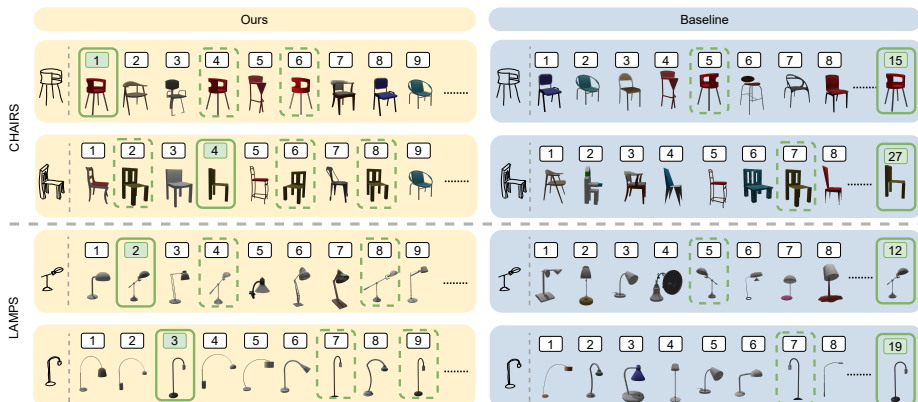 Ours
Baseline
CHAIRS
1 2 3 4 5 6 7 8 9 ........
1 2 3 4 5 6 7 8 ........ 15
1 2 3 4 5 6 7 8 9 ........
1 2 3 4 5 6 7 8 27
LAMPS
1 2 3 4 5 6 7 8 9 ........
1 2 3 4 5 6 7 8 ........ 12
1 2 3 4 5 6 7 8 9 ........
1 2 3 4 5 6 7 8 ........ 19